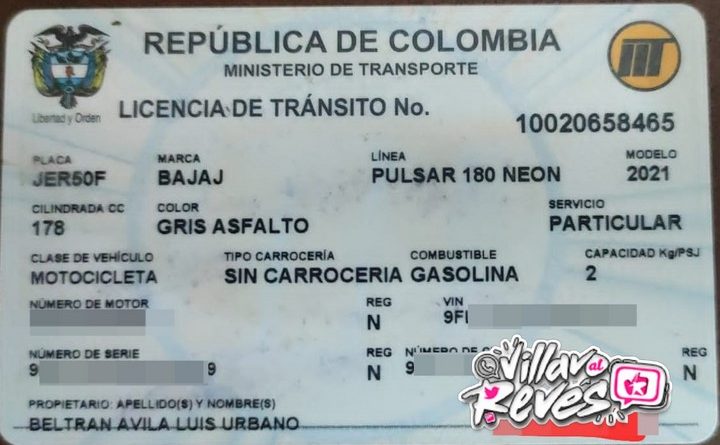 REPÚBLICA DE COLOMBIA
MINISTERIO DE TRANSPORTE
Libertad y Orden
LICENCIA DE TRÁNSITO No.
10020658465
PLACA MARCA LÍNEA MODELO
JER50F BAJAJ PULSAR 180 NEON 2021
CILINDRADA CC COLOR SERVICIO
178 GRIS ASFALTO PARTICULAR
CLASE DE VEHÍCULO TIPO CARROCERÍA COMBUSTIBLE CAPACIDAD Kg/PSJ
MOTOCICLETA SIN CARROCERIA GASOLINA 2
NÚMERO DE MOTOR REG VIN
N 9F
NÚMERO DE SERIE REG NÚMERO DE REG
9 9 N 9 N
Villavo al Revés
PROPIETARIO: APELLIDO(S) Y NOMBRE(S)
BELTRAN AVILA LUIS URBANO